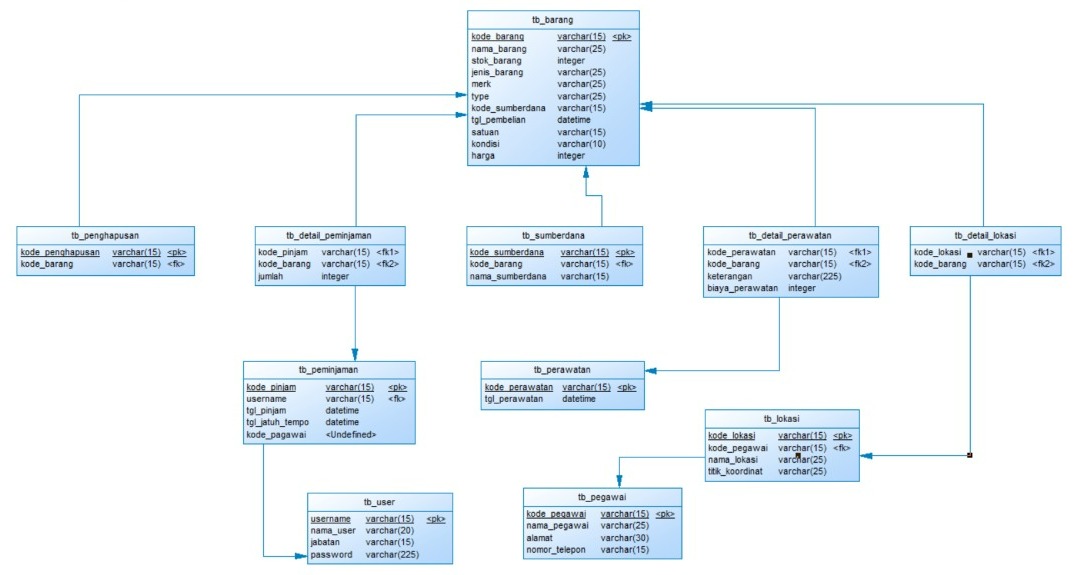 tb_barang
kode_barang varchar(15) <pk>
nama_barang varchar(25)
stok_barang integer
jenis_barang varchar(25)
merk varchar(25)
type varchar(25)
kode_sumberdana varchar(15)
tgl_pembelian datetime
satuan varchar(15)
kondisi varchar(10)
harga integer
tb_penghapusan
kode_penghapusan varchar(15) <pk>
kode_barang varchar(15) <fk>
tb_detail_peminjaman
kode_pinjam varchar(15) <fk1>
kode_barang varchar(15) <fk2>
jumlah integer
tb_sumberdana
kode_sumberdana varchar(15) <pk>
kode_barang varchar(15) <fk>
nama_sumberdana varchar(15)
tb_detail_perawatan
kode_perawatan varchar(15) <fk1>
kode_barang varchar(15) <fk2>
keterangan varchar(225)
biaya_perawatan integer
tb_detail_lokasi
kode_lokasi varchar(15) <fk1>
kode_barang varchar(15) <fk2>
tb_peminjaman
kode_pinjam varchar(15) <pk>
username varchar(15) <fk>
tgl_pinjam datetime
tgl_jatuh_tempo datetime
kode_pagawai <Undefined>
tb_perawatan
kode_perawatan varchar(15) <pk>
tgl_perawatan datetime
tb_lokasi
kode_lokasi varchar(15) <pk>
kode_pegawai varchar(15) <fk>
nama_lokasi varchar(25)
titik_koordinat varchar(25)
tb_user
username varchar(15) <pk>
nama_user varchar(20)
jabatan varchar(15)
password varchar(225)
tb_pegawai
kode_pegawai varchar(15) <pk>
nama_pegawai varchar(25)
alamat varchar(30)
nomor_telepon varchar(15)